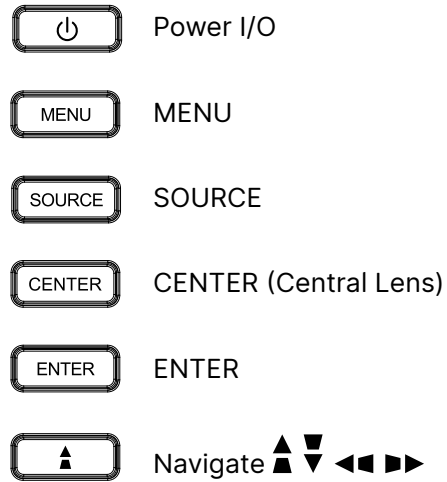 Power I/O
MENU MENU
SOURCE SOURCE
CENTER CENTER (Central Lens)
ENTER ENTER
Navigate